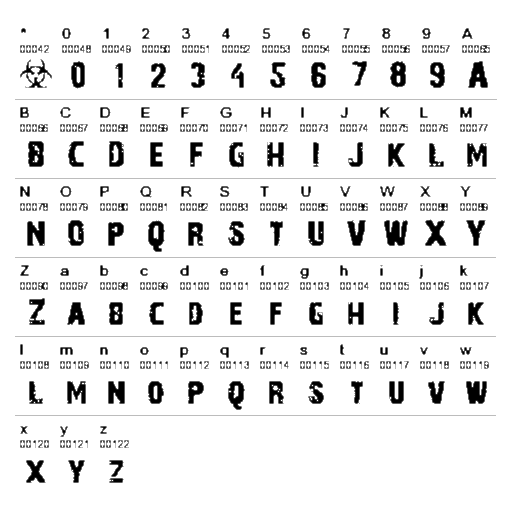 * 0 1 2 3 4 5 6 7 8 9 A
00042 00048 00049 00050 00051 00052 00053 00054 00055 00056 00057 00065
0 1 2 3 4 5 6 7 8 9 A
B C D E F G H I J K L M
00066 00067 00068 00069 00070 00071 00072 00073 00074 00075 00076 00077
B C D E F G H I J K L M
N O P Q R S T U V W X Y
00078 00079 00080 00081 00082 00083 00084 00085 00086 00087 00088 00089
N O P Q R S T U V W X Y
Z a b c d e f g h i j k
00090 00097 00098 00099 00100 00101 00102 00103 00104 00105 00106 00107
Z A B C D E F G H I J K
l m n o p q r s t u v w
00108 00109 00110 00111 00112 00113 00114 00115 00116 00117 00118 00119
L M N O P Q R S T U V W
x y z
00120 00121 00122
X Y Z